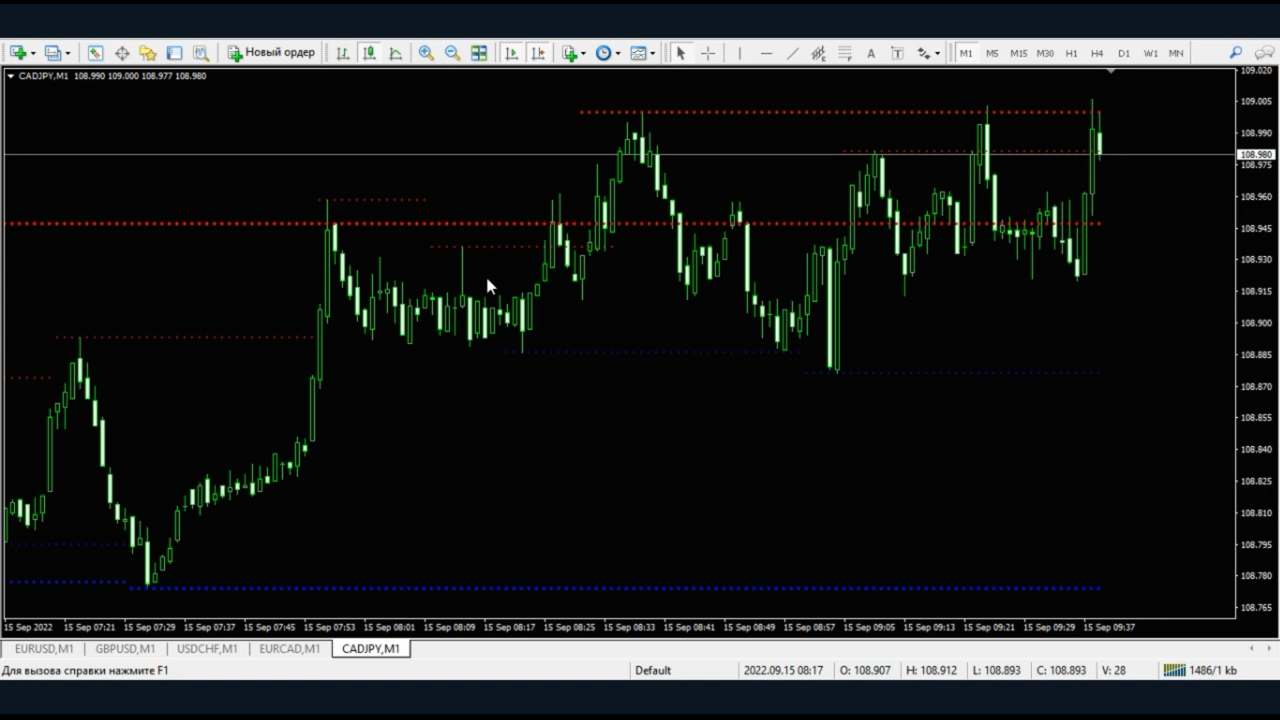 Новый ордер
A
T
M1 M5 M15 M30 H1 H4 D1 W1 MN
CADJPY,M1 108.990 109.000 108.977 108.980
109.020
109.005
108.990
108.980
108.975
108.960
108.945
108.930
108.915
108.900
108.885
108.870
108.855
108.840
108.825
108.810
108.795
108.780
108.765
15 Sep 2022 15 Sep 07:21 15 Sep 07:29 15 Sep 07:37 15 Sep 07:45 15 Sep 07:53 15 Sep 08:01 15 Sep 08:09 15 Sep 08:17 15 Sep 08:25 15 Sep 08:33 15 Sep 08:41 15 Sep 08:49 15 Sep 08:57 15 Sep 09:05 15 Sep 09:13 15 Sep 09:21 15 Sep 09:29 15 Sep 09:37
EURUSD,M1 GBPUSD,M1 USDCHF,M1 EURCAD,M1 CADJPY,M1
Для вызова справки нажмите F1 Default 2022.09.15 08:17 O: 108.907 H: 108.912 L: 108.893 C: 108.893 V: 28 1486/1 kb